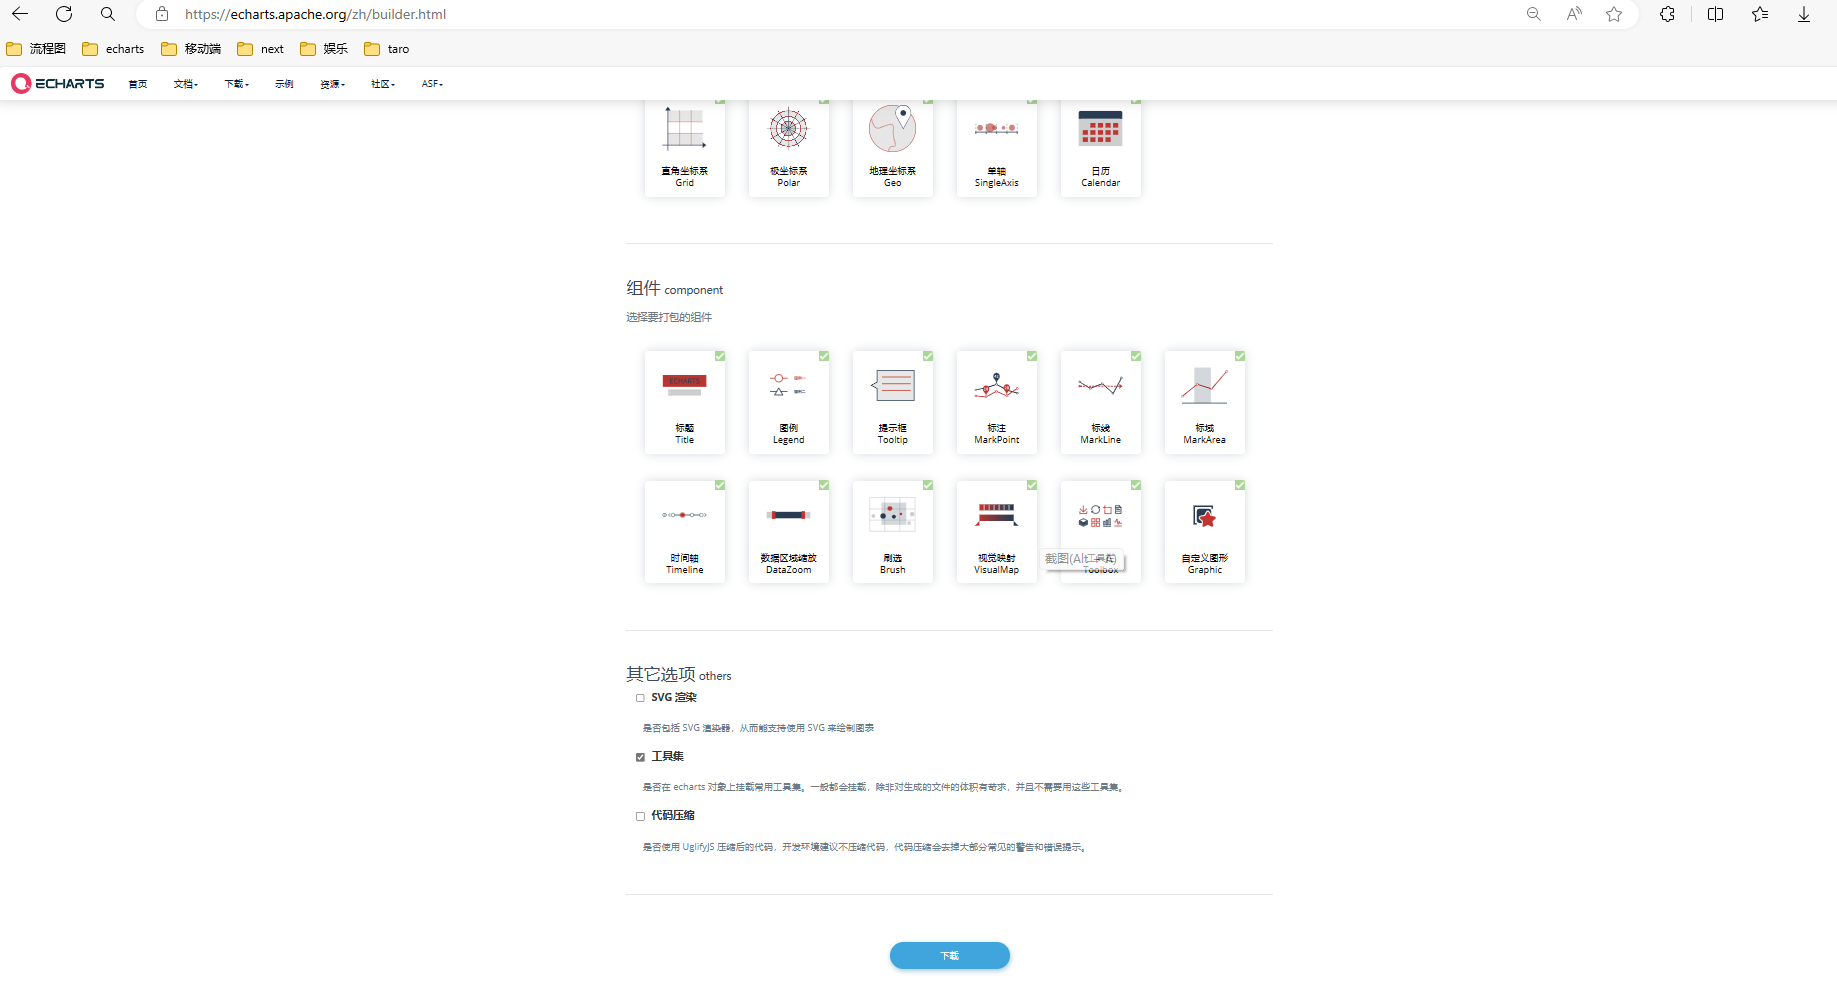 https://echarts.apache.org/zh/builder.html
流程图 echarts 移动端 next 娱乐 taro
ECHARTS 首页 文档 下载 示例 资源 社区 ASF
直角坐标系 极坐标系 地理坐标系 单轴 日历
Grid Polar Geo SingleAxis Calendar
组件 component
选择要打包的组件
ECHARTS
标题 图例 提示框 标注 标线 标域
Title Legend Tooltip MarkPoint MarkLine MarkArea
时间轴 数据区域缩放 刷选 视觉映射 工具栏 自定义图形
Timeline DataZoom Brush VisualMap Toolbox Graphic
截图(Alt + A)
其它选项 others
SVG 渲染
是否包括 SVG 渲染器，从而能支持使用 SVG 来绘制图表
工具集
是否在 echarts 对象上挂载常用工具集。一般都会挂载，除非对生成的文件的体积有苛求，并且不需要用这些工具集。
代码压缩
是否使用 UglifyJS 压缩后的代码，开发环境建议不压缩代码，代码压缩会去掉大部分常见的警告和错误提示。
下载